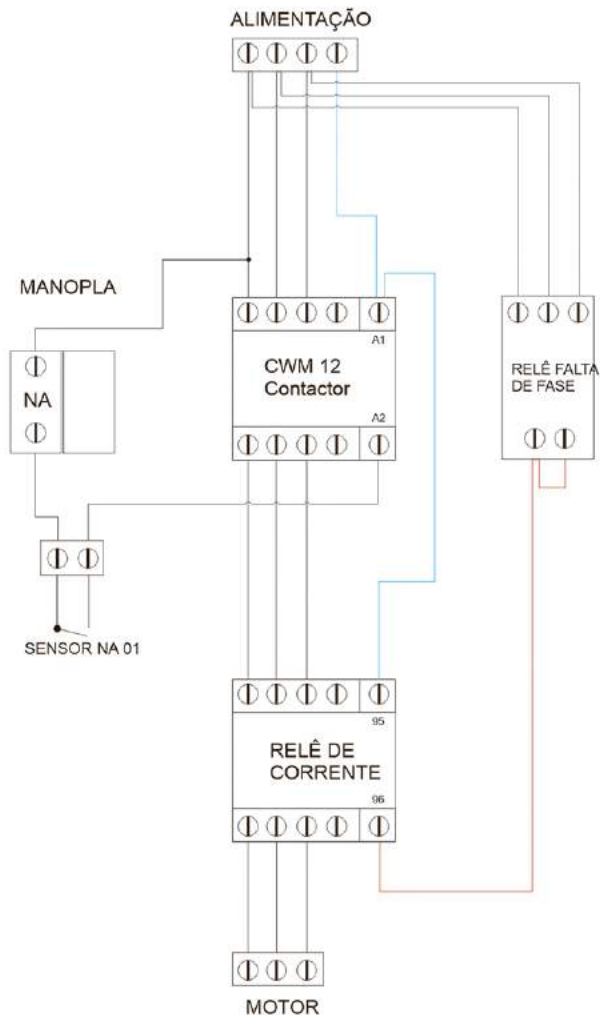 ALIMENTAÇÃO
MANOPLA
A1
CWM 12
Contactor
RELÊ FALTA
DE FASE
NA
A2
SENSOR NA 01
95
RELÊ DE
CORRENTE
96
MOTOR